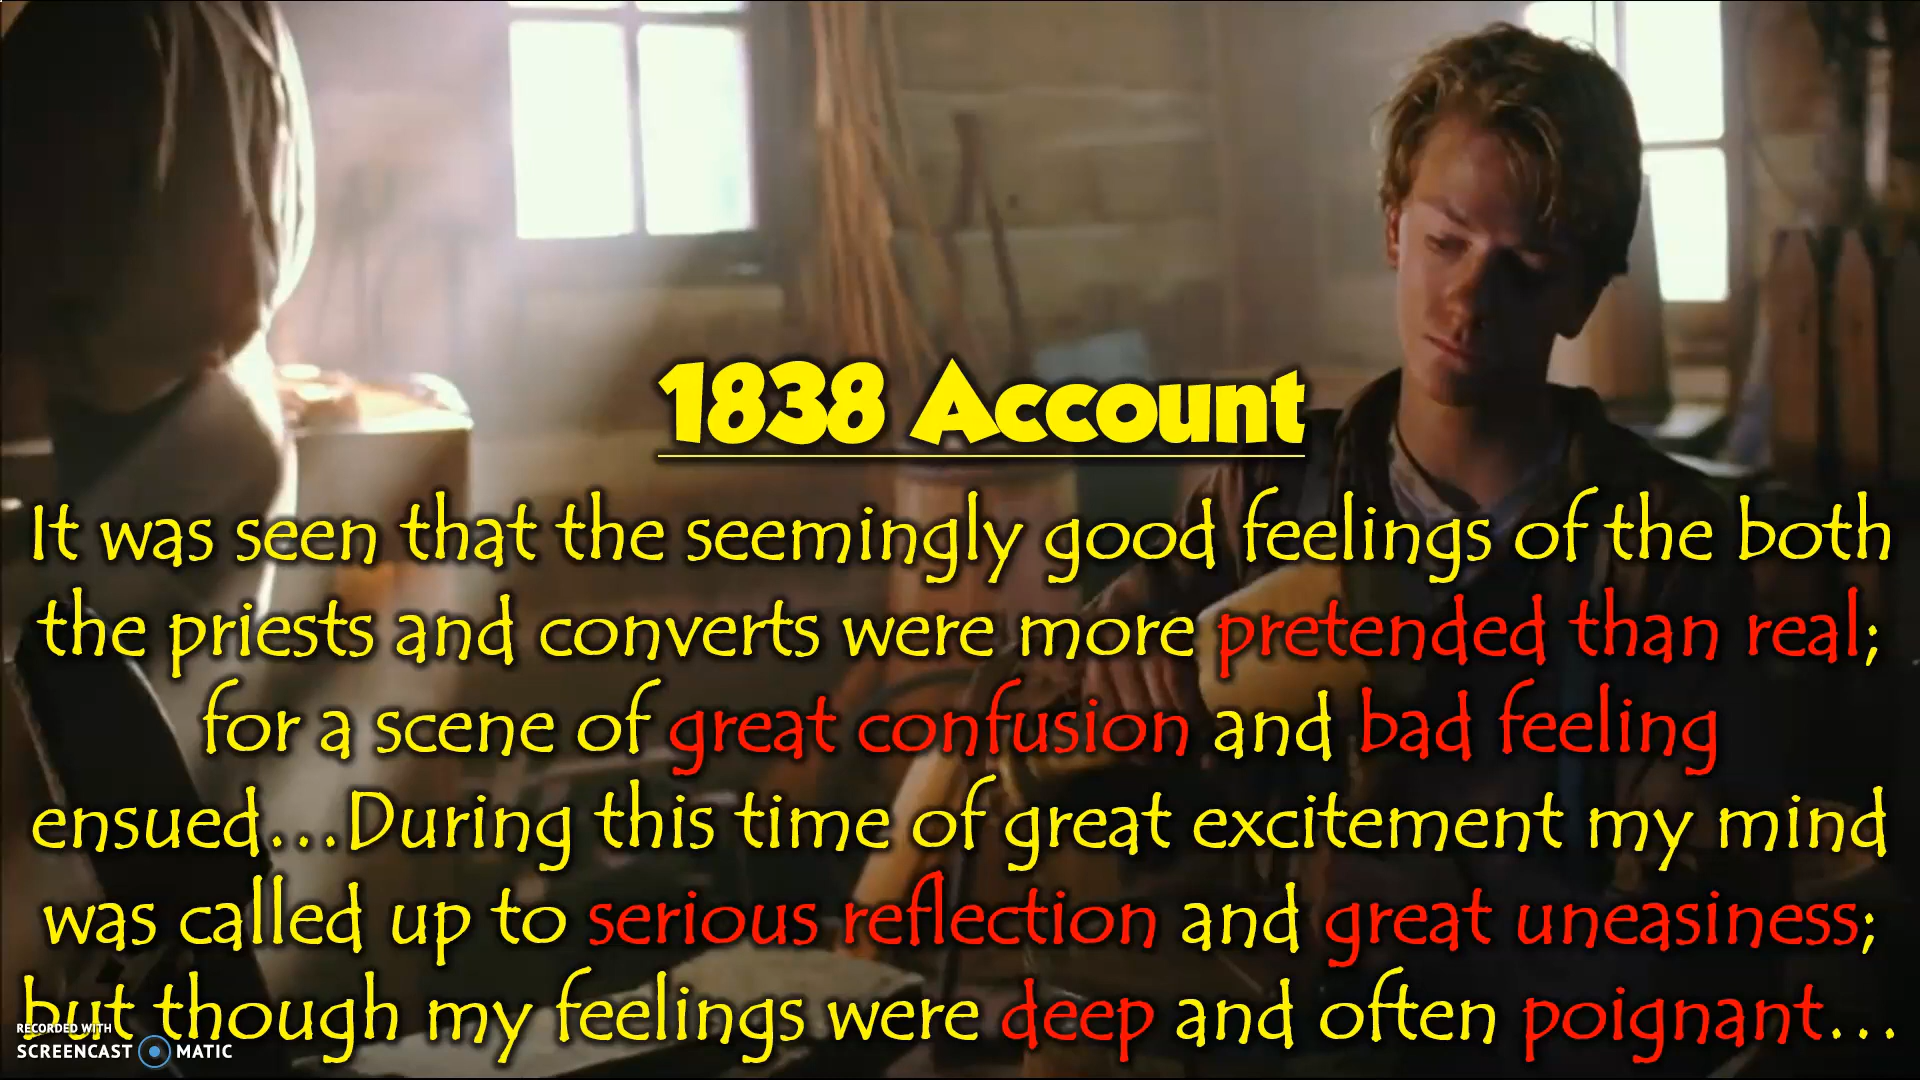 1838 Account
It was seen that the seemingly good feelings of the both
the priests and converts were more pretended than real;
for a scene of great confusion and bad feeling
ensued...During this time of great excitement my mind
was called up to serious reflection and great uneasiness;
but though my feelings were deep and often poignant...
RECORDED WITH
SCREENCAST MATIC